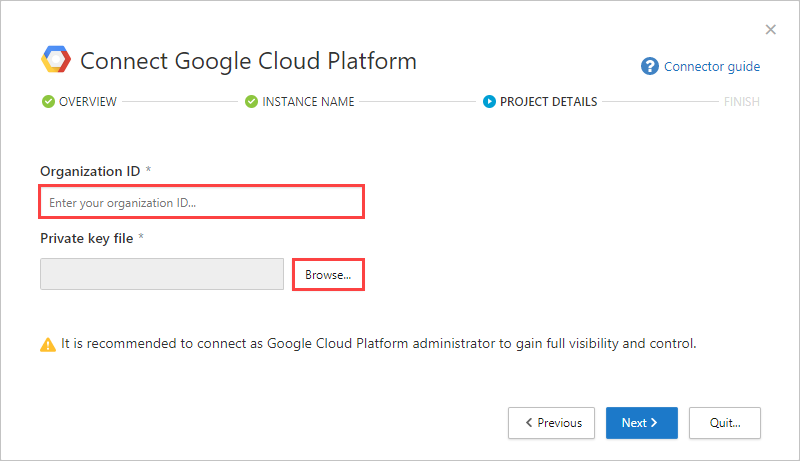 Connect Google Cloud Platform
Connector guide
OVERVIEW
INSTANCE NAME
PROJECT DETAILS
FINISH
Organization ID *
Enter your organization ID...
Private key file *
Browse...
It is recommended to connect as Google Cloud Platform administrator to gain full visibility and control.
Previous
Next
Quit...